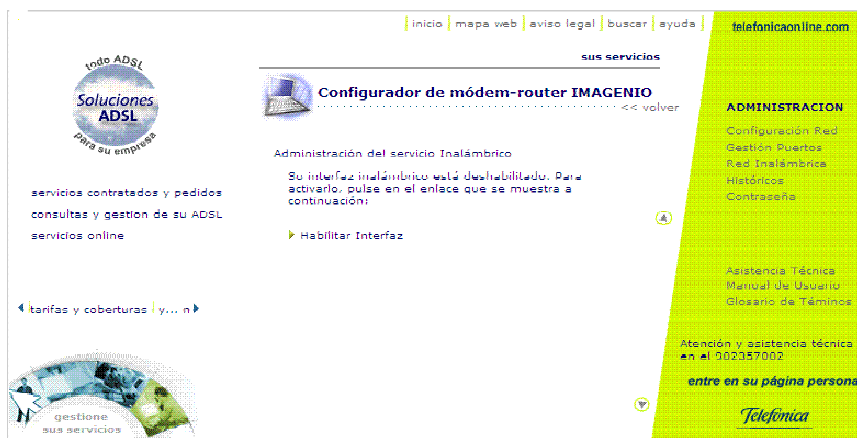 inicio mapa web aviso legal buscar ayuda
telefonicaonline.com
todo ADSL
Soluciones
ADSL
para su empresa
sus servicios
Configurador de módem-router IMAGENIO
<< volver
Administración del servicio Inalámbrico
Su interfaz inalámbrico está deshabilitado. Para
activarlo, pulse en el enlace que se muestra a
continuación:
Habilitar Interfaz
servicios contratados y pedidos
consultas y gestion de su ADSL
servicios online
tarifas y coberturas y... n
gestione
sus servicios
ADMINISTRACION
Configuración Red
Gestión Puertos
Red Inalámbrica
Históricos
Contraseña
Asistencia Técnica
Manual de Usuario
Glosario de Téminos
Atención y asistencia técnica
en el 902357002
entre en su página persona
Telefónica